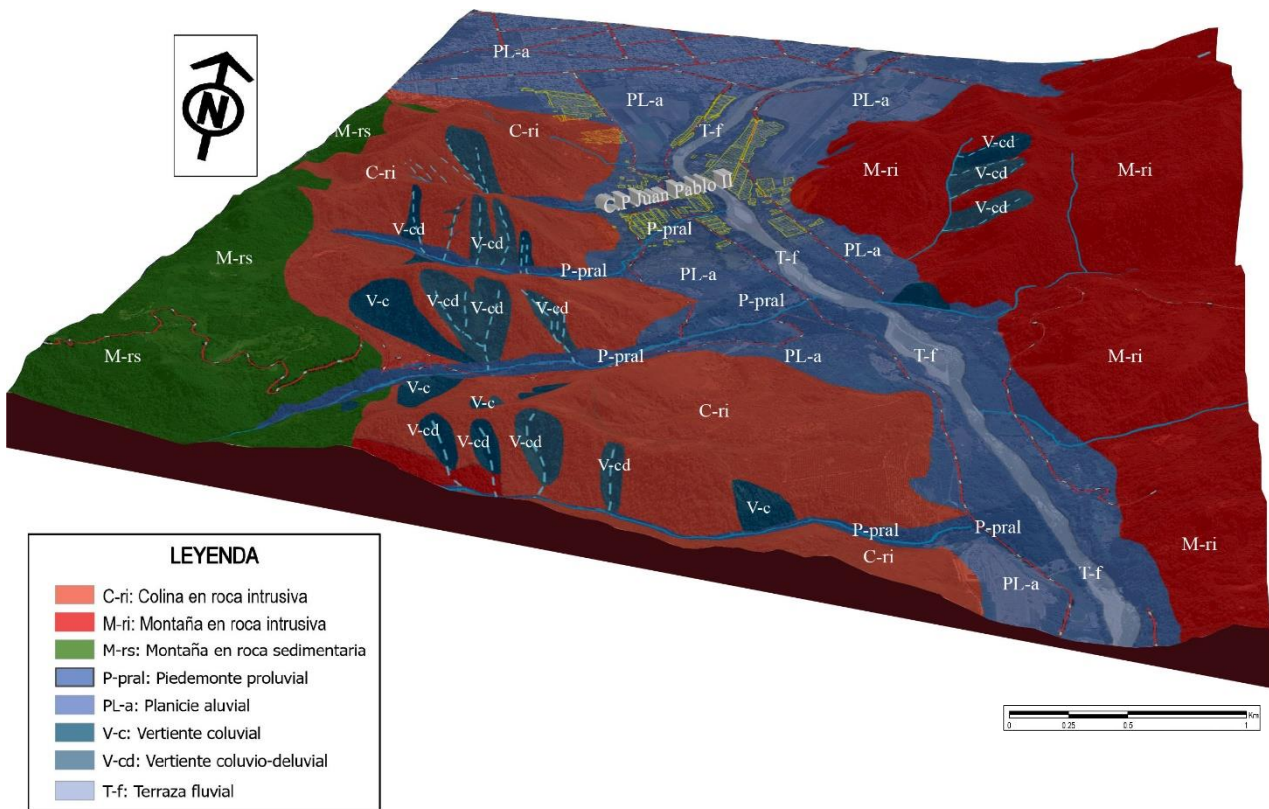 PL-a
N
PL-a
PL-a
T-f
M-rs
C-ri
V-cd
C-ri
M-ri
V-cd
M-ri
C.P Juan Pablo II
V-cd
P-pral
V-cd
V-cd
M-rs
P-pral
PL-a
T-f
PL-a
V-c
V-cd
V-cd
V-cd
P-pral
M-rs
P-pral
PL-a
T-f
M-ri
V-c
V-c
C-ri
V-cd
V-cd
V-cd
V-cd
V-c
P-pral
P-pral
C-ri
M-ri
PL-a
T-f
LEYENDA
C-ri: Colina en roca intrusiva
M-ri: Montaña en roca intrusiva
M-rs: Montaña en roca sedimentaria
P-pral: Piedemonte proluvial
PL-a: Planicie aluvial
V-c: Vertiente coluvial
V-cd: Vertiente coluvio-deluvial
T-f: Terraza fluvial
Km
0 0.25 0.5 1